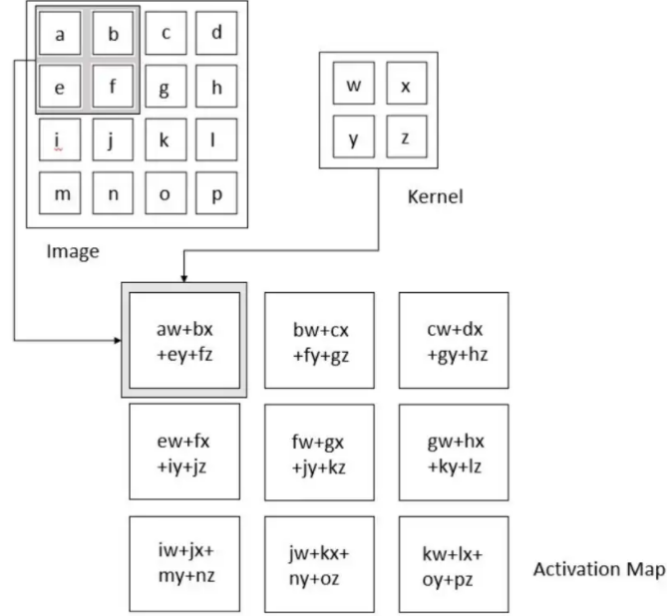 a b c d
e f g h
i j k l
m n o p
Image
w x
y z
Kernel
aw+bx
+ey+fz
bw+cx
+fy+gz
cw+dx
+gy+hz
ew+fx
+iy+jz
fw+gx
+jy+kz
gw+hx
+ky+lz
iw+jx+
my+nz
jw+kx+
ny+oz
kw+lx+
oy+pz
Activation Map